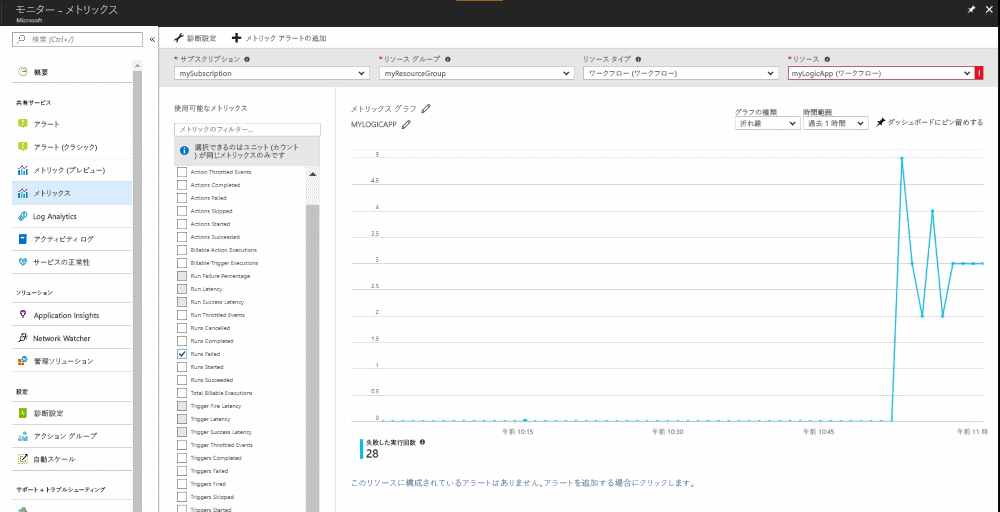 モニター - メトリックス
Microsoft
検索 (Ctrl+/)
概要
共有サービス
アラート
アラート (クラシック)
メトリック (プレビュー)
メトリックス
Log Analytics
アクティビティ ログ
サービスの正常性
ソリューション
Application Insights
Network Watcher
管理ソリューション
設定
診断設定
アクション グループ
自動スケール
サポート + トラブルシューティング
診断設定
メトリック アラートの追加
* サブスクリプション
mySubscription
* リソース グループ
myResourceGroup
リソース タイプ
ワークフロー (ワークフロー)
* リソース
myLogicApp (ワークフロー)
使用可能なメトリックス
メトリックのフィルター...
選択できるのはユニット (カウント
) が同じメトリックスのみです
Action Throttled Events
Actions Completed
Actions Failed
Actions Skipped
Actions Started
Actions Succeeded
Billable Action Executions
Billable Trigger Executions
Run Failure Percentage
Run Latency
Run Success Latency
Run Throttled Events
Runs Cancelled
Runs Completed
Runs Failed
Runs Started
Runs Succeeded
Total Billable Executions
Trigger Fire Latency
Trigger Latency
Trigger Success Latency
Trigger Throttled Events
Triggers Completed
Triggers Failed
Triggers Fired
Triggers Skipped
Triggers Started
メトリックス グラフ
MYLOGICAPP
グラフの種類
折れ線
時間範囲
過去 1 時間
ダッシュボードにピン留めする
5
4.5
4
3.5
3
2.5
2
1.5
1
0.5
0
午前 10:15
午前 10:30
午前 10:45
午前 11 時
失敗した実行回数
28
このリソースに構成されているアラートはありません。アラートを追加する場合にクリックします。